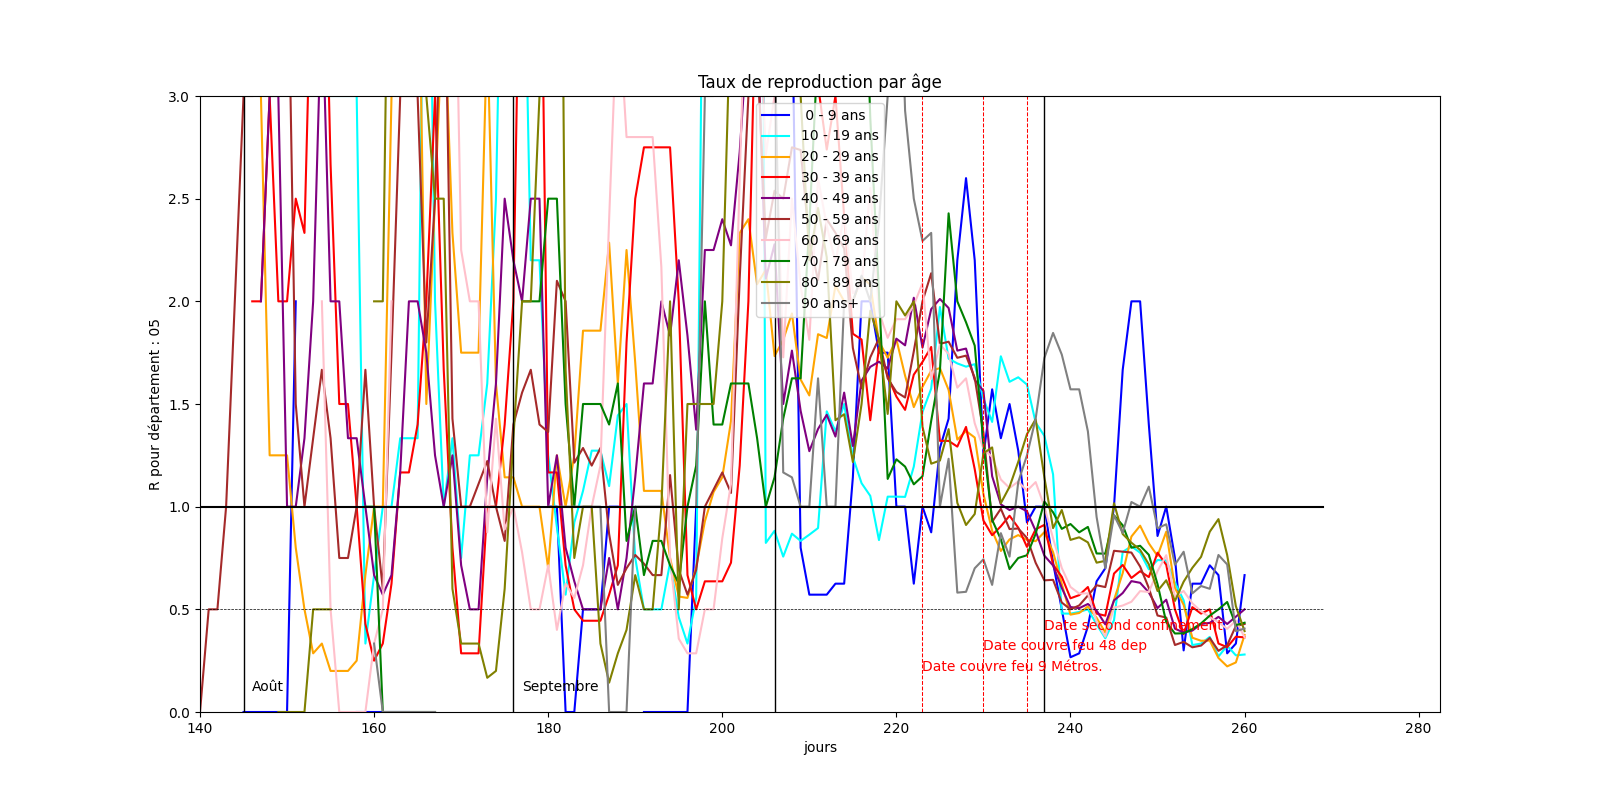 Taux de reproduction par âge
R pour département : 05
3.0
2.5
2.0
1.5
1.0
0.5
0.0
0 - 9 ans
10 - 19 ans
20 - 29 ans
30 - 39 ans
40 - 49 ans
50 - 59 ans
60 - 69 ans
70 - 79 ans
80 - 89 ans
90 ans+
Date second confinement
Date couvre feu 48 dep
Date couvre feu 9 Métros.
Août
Septembre
140 160 180 200 220 240 260 280
jours